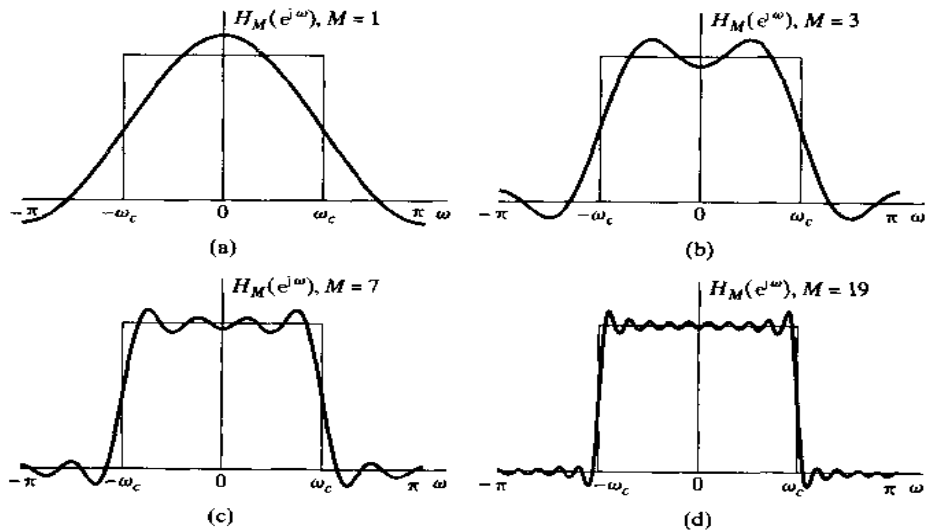 H_M(e^{jω}), M = 1
−π −ω_c 0 ω_c π ω
(a)
H_M(e^{jω}), M = 3
−π −ω_c 0 ω_c π ω
(b)
H_M(e^{jω}), M = 7
−π −ω_c 0 ω_c π ω
(c)
H_M(e^{jω}), M = 19
−π −ω_c 0 ω_c π ω
(d)